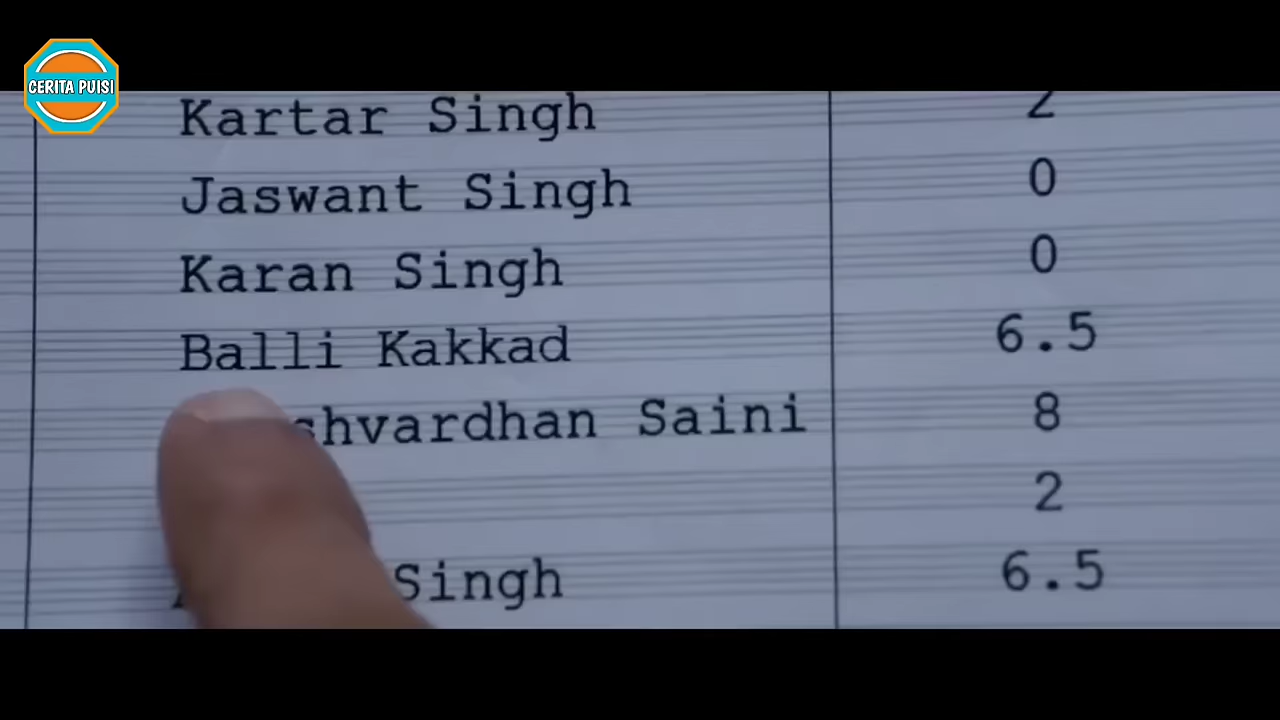 CERITA PUISI
Kartar Singh 2
Jaswant Singh 0
Karan Singh 0
Balli Kakkad 6.5
shvardhan Saini 8
2
Singh 6.5